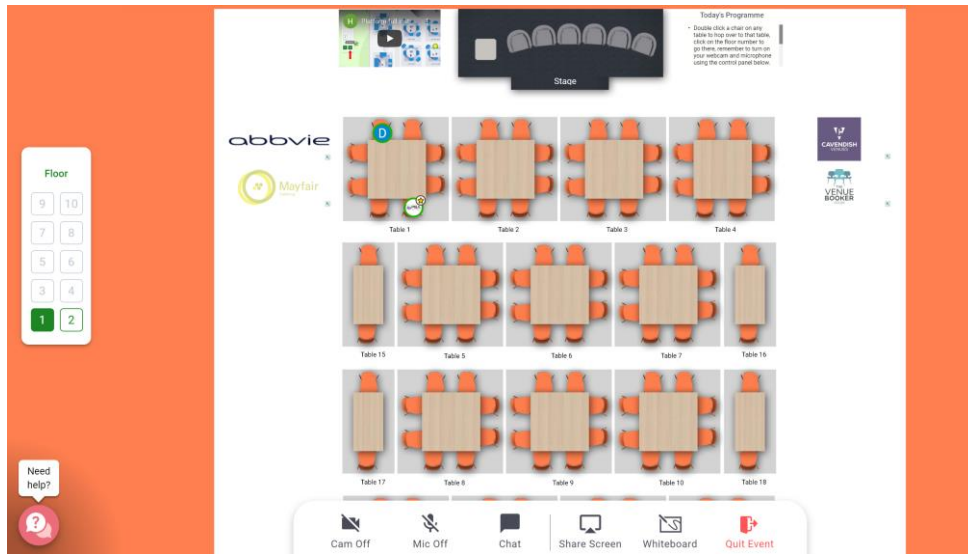 Today's Programme
Double click a chair on any
table to hop over to that table,
click on the floor number to
go there, remember to turn on
your webcam and microphone
using the control panel below.
H
Stage
abbvie
D
CAVENDISH
VENUES
Mayfair
VENUE
BOOKER
Table 1
Table 2
Table 3
Table 4
Floor
9 10
7 8
5 6
3 4
1 2
Table 15
Table 5
Table 6
Table 7
Table 16
Table 17
Table 8
Table 9
Table 10
Table 18
Need
help?
Cam Off
Mic Off
Chat
Share Screen
Whiteboard
Quit Event